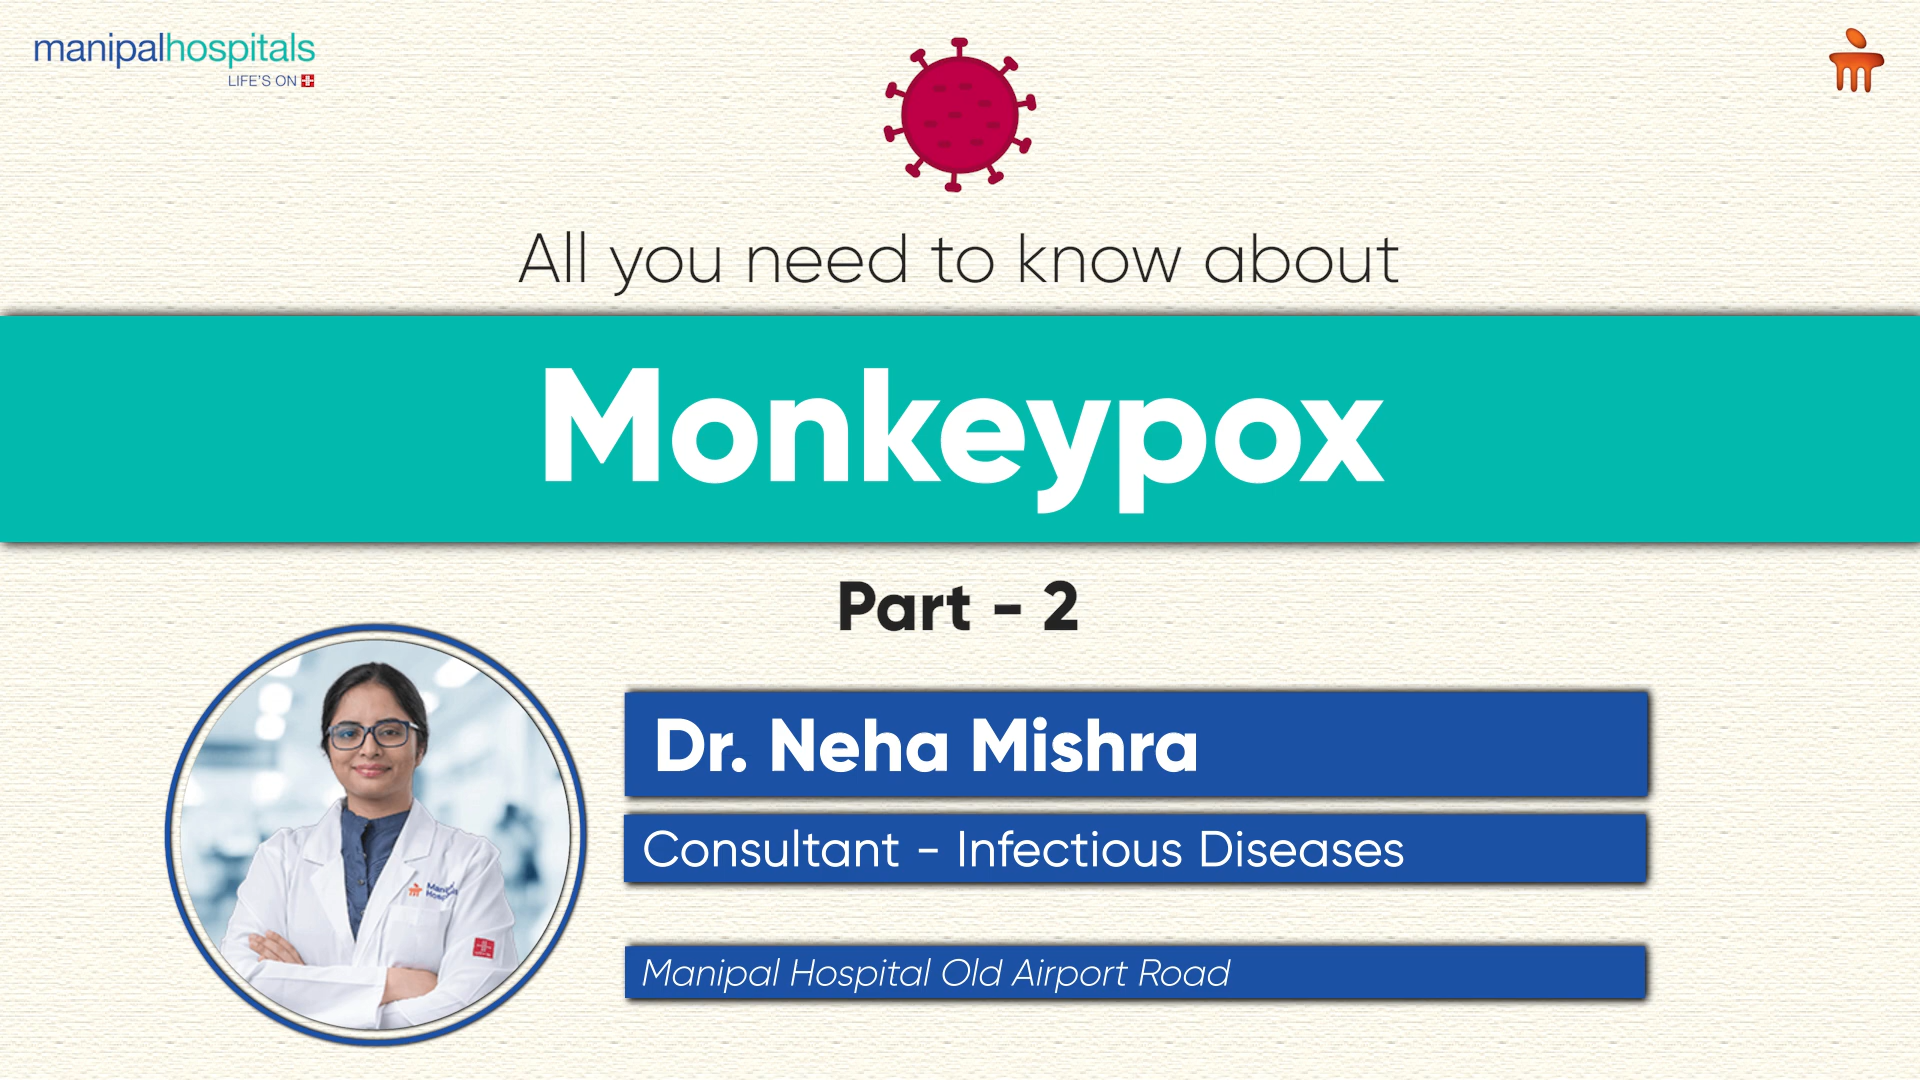 manipalhospitals
LIFE'S ON
All you need to know about
Monkeypox
Part - 2
Dr. Neha Mishra
Consultant - Infectious Diseases
Manipal Hospital Old Airport Road